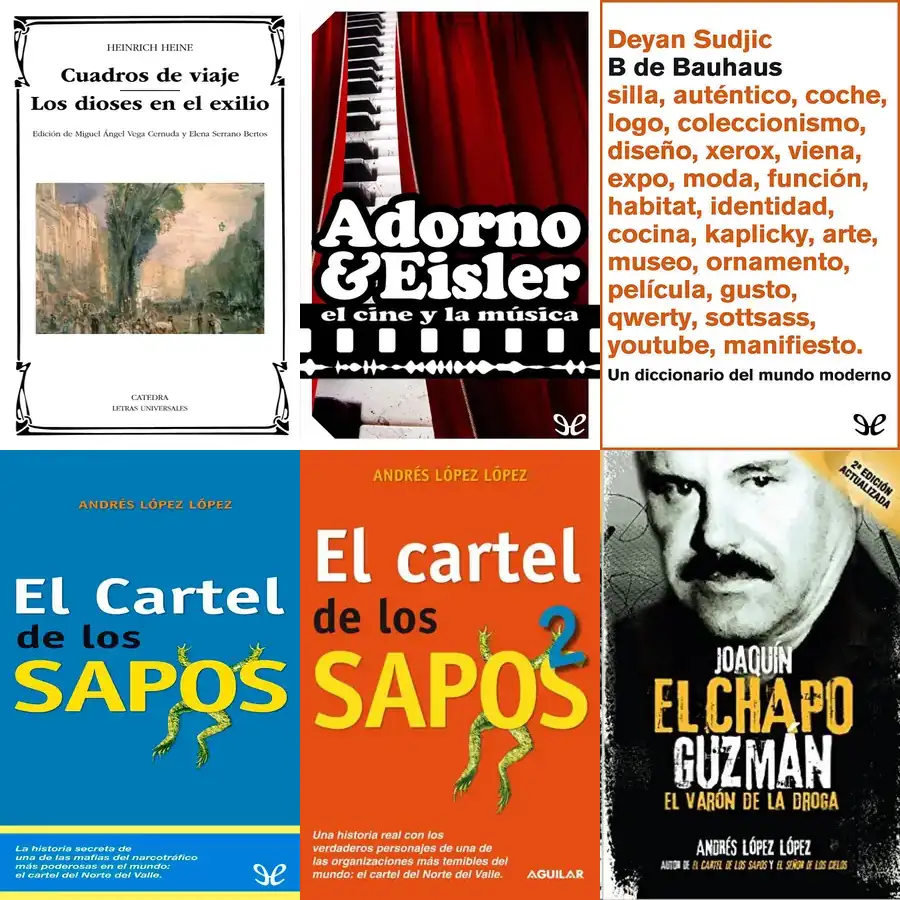 HEINRICH HEINE
Cuadros de viaje
Los dioses en el exilio
Edición de Miguel Ángel Vega Cernuda y Elena Serrano Bertos
CATEDRA
LETRAS UNIVERSALES
Adorno
&Eisler
el cine y la música
Deyan Sudjic
B de Bauhaus
silla, auténtico, coche,
logo, coleccionismo,
diseño, xerox, viena,
expo, moda, función,
habitat, identidad,
cocina, kaplicky, arte,
museo, ornamento,
película, gusto,
qwerty, sottsass,
youtube, manifiesto.
Un diccionario del mundo moderno
ANDRÉS LÓPEZ LÓPEZ
El Cartel
de los
SAPOS
La historia secreta de
una de las mafias del narcotráfico
más poderosas en el mundo:
el cartel del Norte del Valle.
ANDRÉS LÓPEZ LÓPEZ
El cartel
de los 2
SAPOS
Una historia real con los
verdaderos personajes de una de
las organizaciones más temibles del
mundo: el cartel del Norte del Valle.
AGUILAR
2ª EDICIÓN
ACTUALIZADA
JOAQUÍN
EL CHAPO
GUZMÁN
EL VARÓN DE LA DROGA
ANDRÉS LÓPEZ LÓPEZ
AUTOR DE EL CARTEL DE LOS SAPOS Y EL SEÑOR DE LOS CIELOS